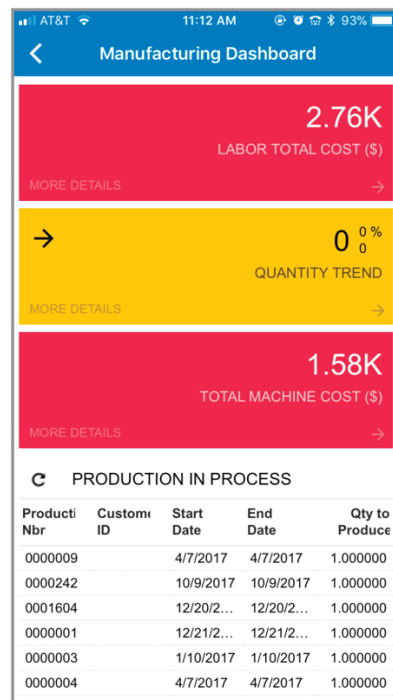 AT&T 11:12 AM 93%
Manufacturing Dashboard
2.76K
LABOR TOTAL COST ($)
MORE DETAILS
0 0 %
0
QUANTITY TREND
MORE DETAILS
1.58K
TOTAL MACHINE COST ($)
MORE DETAILS
PRODUCTION IN PROCESS
Producti Custome Start End Qty to
Nbr ID Date Date Produce
0000009 4/7/2017 4/7/2017 1.000000
0000242 10/9/2017 10/9/2017 1.000000
0001604 12/20/2... 12/20/2... 1.000000
0000001 12/21/2... 12/21/2... 1.000000
0000003 1/10/2017 1/10/2017 1.000000
0000004 4/7/2017 4/7/2017 1.000000